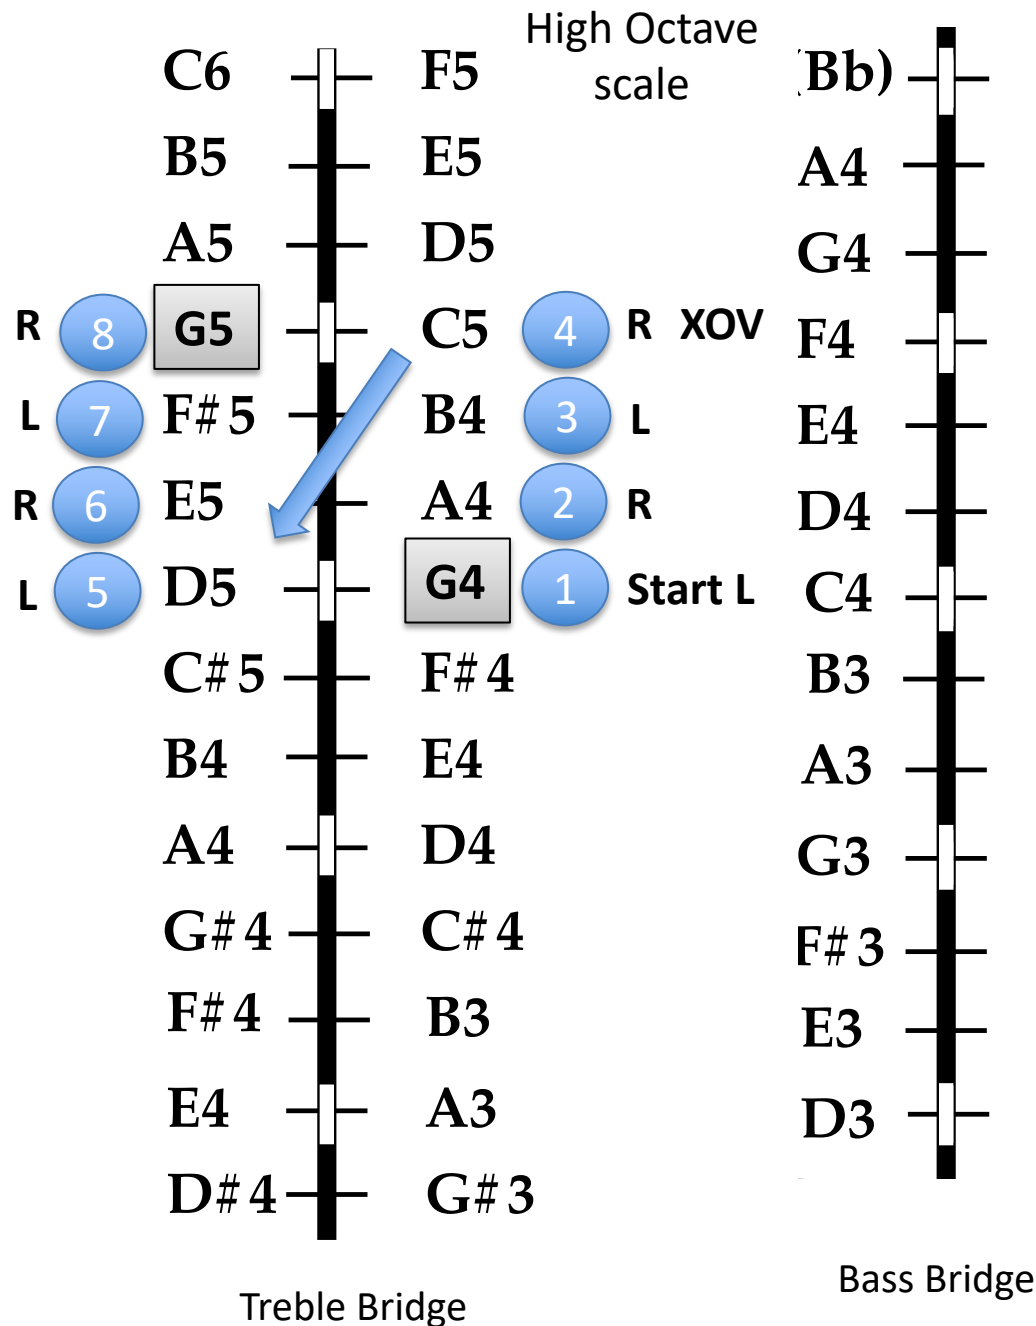 High Octave
scale
C6 F5 (Bb)
B5 E5 A4
A5 D5 G4
R 8 G5 C5 4 R XOV F4
L 7 F#5 B4 3 L E4
R 6 E5 A4 2 R D4
L 5 D5 G4 1 Start L C4
C#5 F#4 B3
B4 E4 A3
A4 D4 G3
G#4 C#4 F#3
F#4 B3 E3
E4 A3 D3
D#4 G#3
Treble Bridge
Bass Bridge